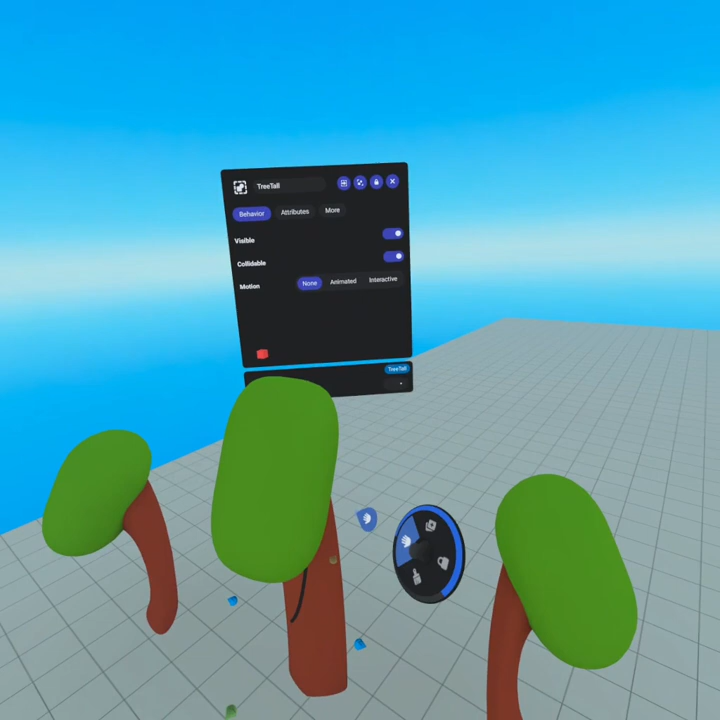 TreeTall
Behavior Attributes More
Visible
Collidable
Motion None Animated Interactive
TreeTall